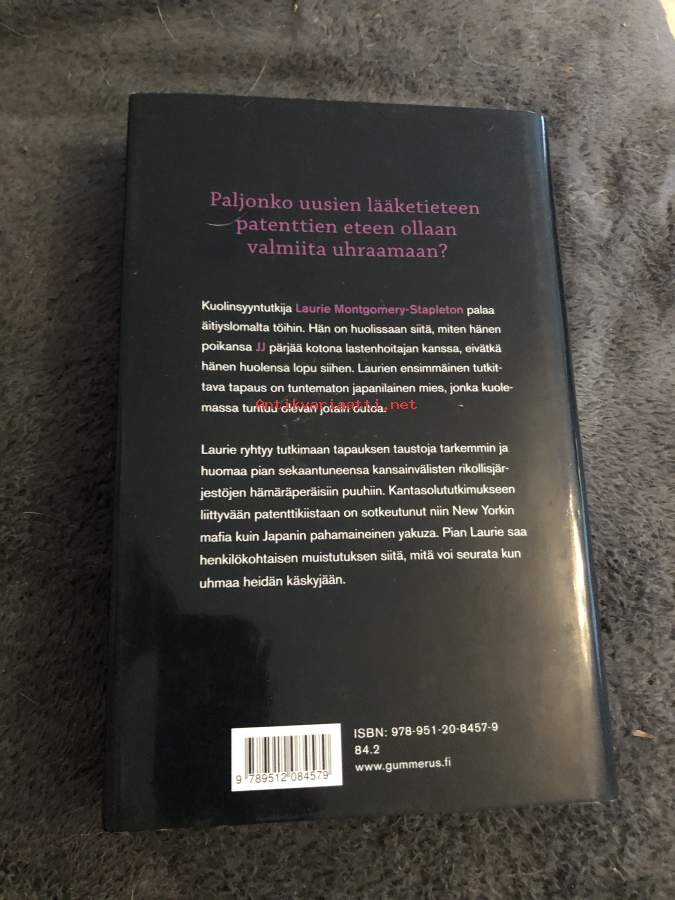 Paljonko uusien lääketieteen
patenttien eteen ollaan
valmiita uhraamaan?
Kuolinsyyntutkija Laurie Montgomery-Stapleton palaa
äitiyslomalta töihin. Hän on huolissaan siitä, miten hänen
poikansa JJ pärjää kotona lastenhoitajan kanssa, eivätkä
hänen huolensa lopu siihen. Laurien ensimmäinen tutkit-
tava tapaus on tuntematon japanilainen mies, jonka kuole-
massa tuntuu olevan jotain outoa.
Antikvariaatti.net
Laurie ryhtyy tutkimaan tapauksen taustoja tarkemmin ja
huomaa pian sekaantuneensa kansainvälisten rikollisjär-
jestöjen hämäräperäisiin puuhiin. Kantasolututkimukseen
liittyvään patenttikiistaan on sotkeutunut niin New Yorkin
mafia kuin Japanin pahamaineinen yakuza. Pian Laurie saa
henkilökohtaisen muistutuksen siitä, mitä voi seurata kun
uhmaa heidän käskyjään.
ISBN: 978-951-20-8457-9
84.2
www.gummerus.fi
9 789512 084579